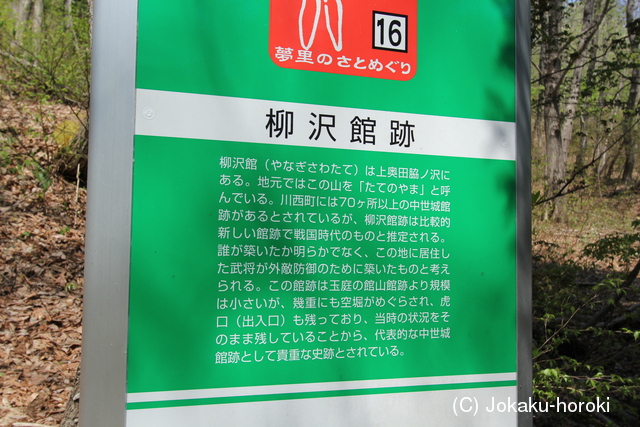 16
夢里のさとめぐり
柳沢館跡
柳沢館（やなぎさわたて）は上奥田脇ノ沢に
ある。地元ではこの山を「たてのやま」と呼
んでいる。川西町には70ヶ所以上の中世城館
跡があるとされているが、柳沢館跡は比較的
新しい館跡で戦国時代のものと推定される。
誰が築いたか明らかでなく、この地に居住し
た武将が外敵防御のために築いたものと考え
られる。この館跡は玉庭の館山館跡より規模
は小さいが、幾重にも空堀がめぐらされ、虎
口（出入口）も残っており、当時の状況をそ
のまま残していることから、代表的な中世城
館跡として貴重な史跡とされている。
(C) Jokaku-horoki